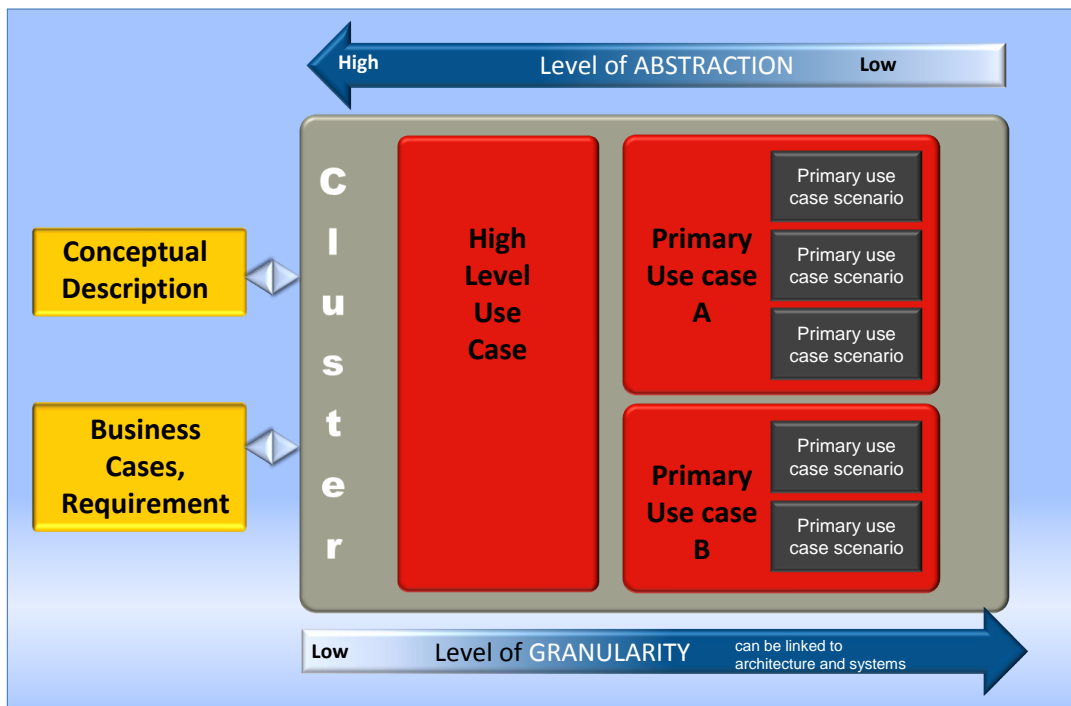 High Level of ABSTRACTION Low
Cluster
Conceptual
Description
Business
Cases,
Requirement
High
Level
Use
Case
Primary
Use case
A
Primary use
case scenario
Primary use
case scenario
Primary use
case scenario
Primary
Use case
B
Primary use
case scenario
Primary use
case scenario
Low Level of GRANULARITY can be linked to
architecture and systems